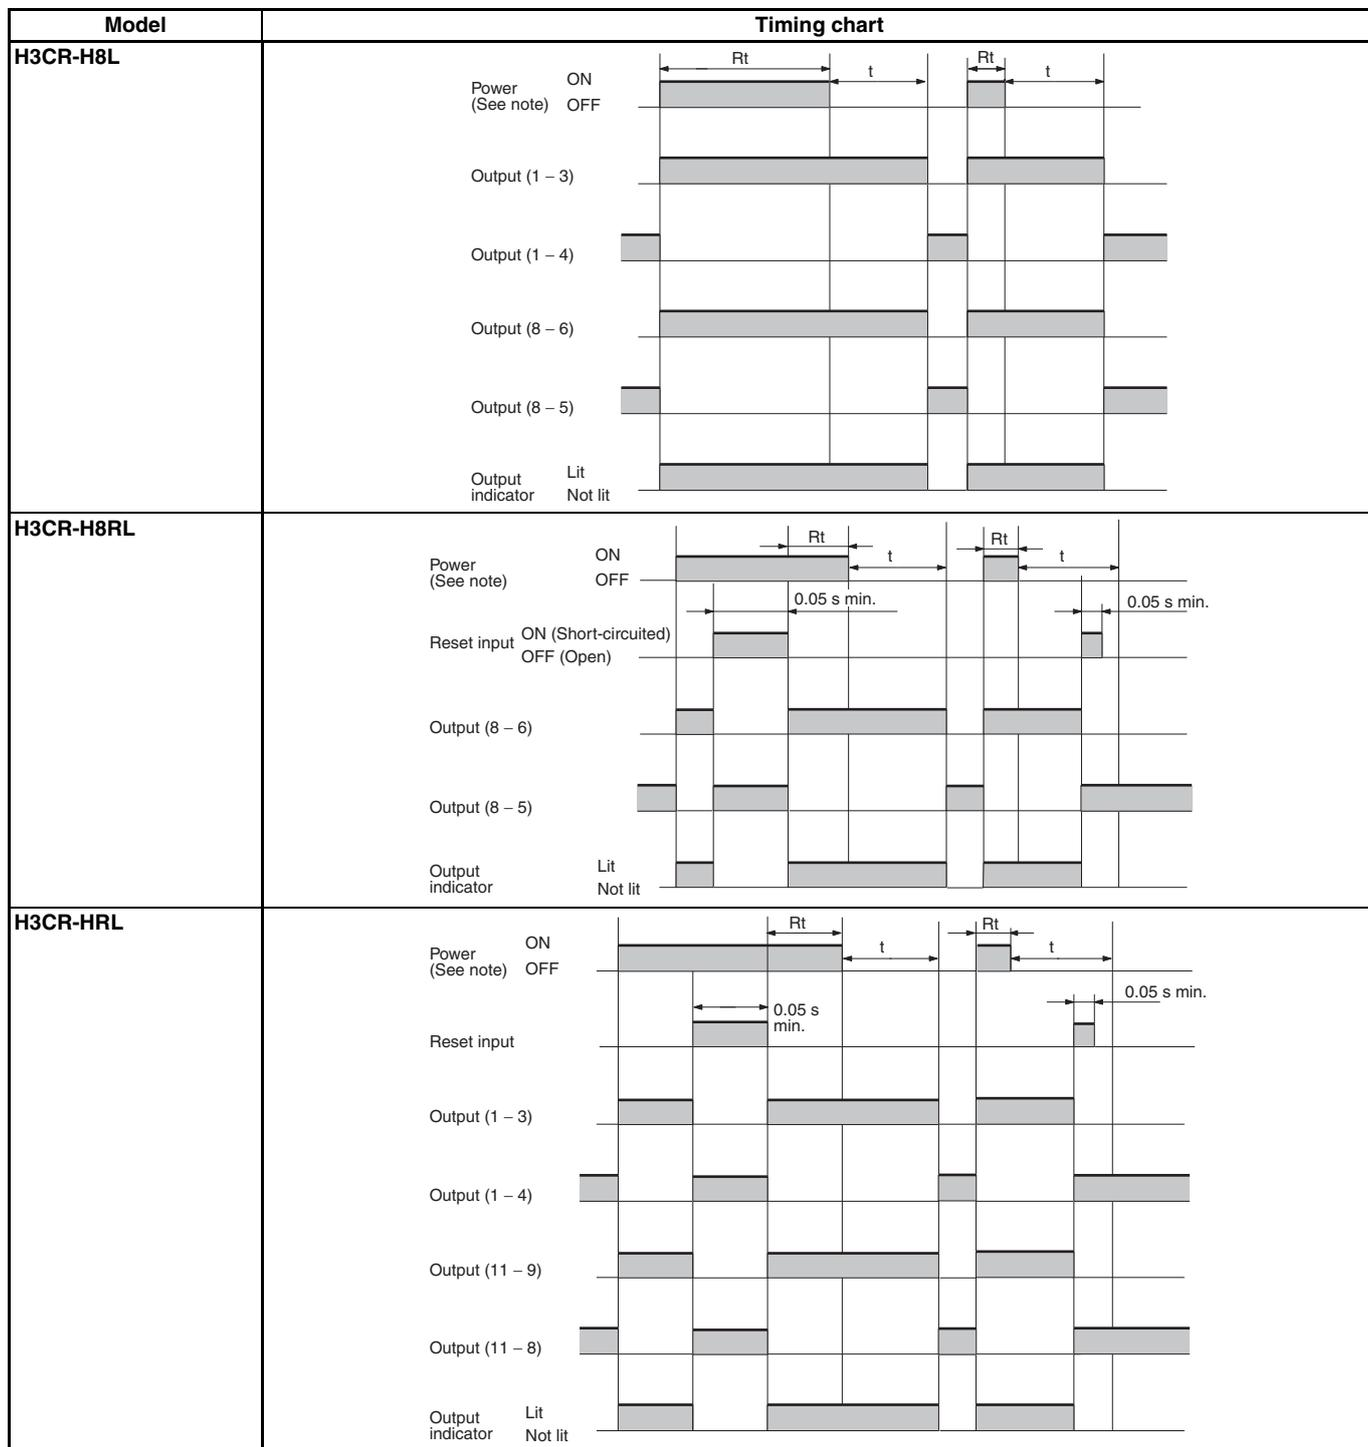 Model Timing chart
H3CR-H8L
Rt t Rt t
Power ON
(See note) OFF
Output (1 – 3)
Output (1 – 4)
Output (8 – 6)
Output (8 – 5)
Output Lit
indicator Not lit
H3CR-H8RL
Rt t Rt t
Power ON
(See note) OFF
0.05 s min. 0.05 s min.
Reset input ON (Short-circuited)
OFF (Open)
Output (8 – 6)
Output (8 – 5)
Output Lit
indicator Not lit
H3CR-HRL
Rt t Rt t
Power ON
(See note) OFF
0.05 s min.
0.05 s
min.
Reset input
Output (1 – 3)
Output (1 – 4)
Output (11 – 9)
Output (11 – 8)
Output Lit
indicator Not lit